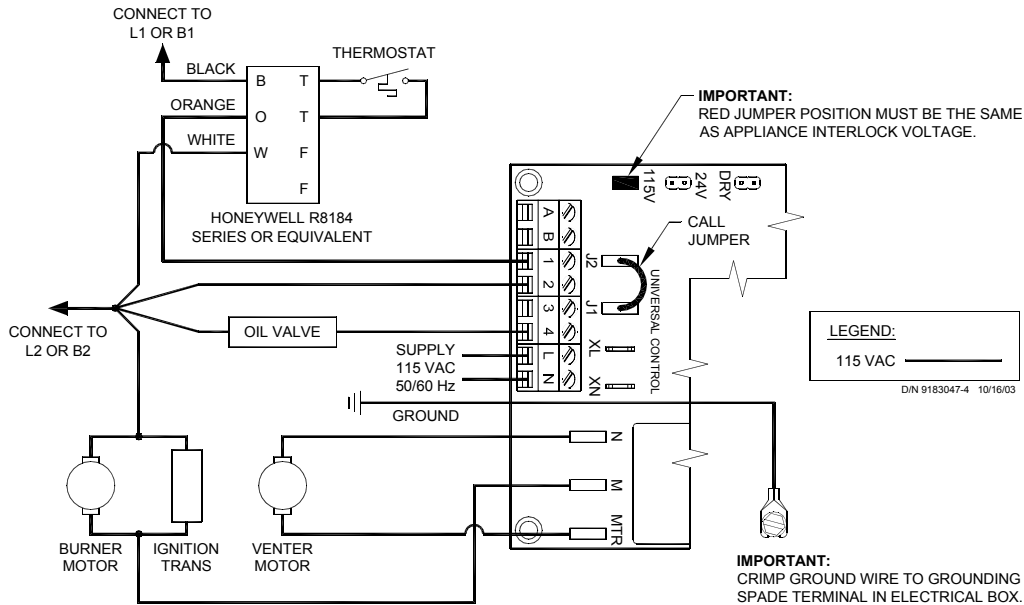 CONNECT TO
L1 OR B1
BLACK
ORANGE
WHITE
B T
O T
W F
F
THERMOSTAT
HONEYWELL R8184
SERIES OR EQUIVALENT
IMPORTANT:
RED JUMPER POSITION MUST BE THE SAME
AS APPLIANCE INTERLOCK VOLTAGE.
115V
24V
DRY
CALL
JUMPER
A
B
1
2
3
4
L
N
J2
J1
XL
XN
UNIVERSAL CONTROL
CONNECT TO
L2 OR B2
OIL VALVE
SUPPLY
115 VAC
50/60 Hz
GROUND
LEGEND:
115 VAC
D/N 9183047-4 10/16/03
N
M
MTR
BURNER
MOTOR
IGNITION
TRANS
VENTER
MOTOR
IMPORTANT:
CRIMP GROUND WIRE TO GROUNDING
SPADE TERMINAL IN ELECTRICAL BOX.